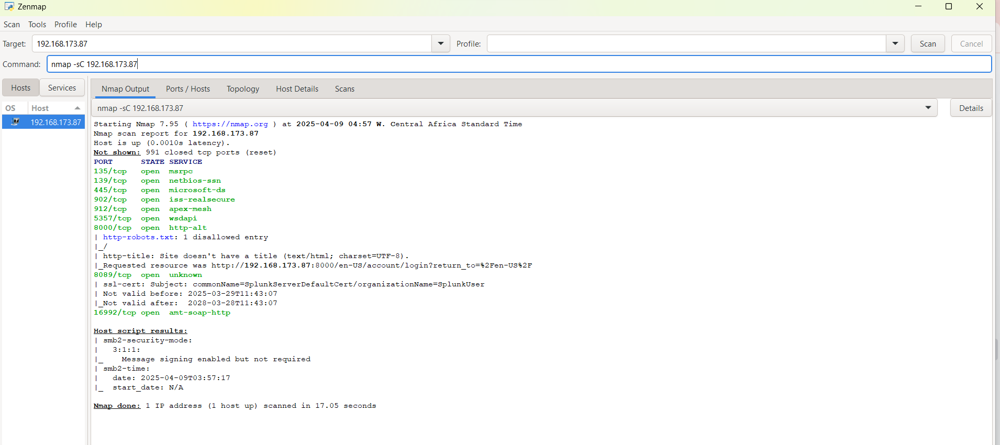 Zenmap
Scan Tools Profile Help
Target: 192.168.173.87 Profile: Scan Cancel
Command: nmap -sC 192.168.173.87
Hosts Services
OS Host
192.168.173.87
Nmap Output Ports / Hosts Topology Host Details Scans
nmap -sC 192.168.173.87 Details
Starting Nmap 7.95 ( https://nmap.org ) at 2025-04-09 04:57 W. Central Africa Standard Time
Nmap scan report for 192.168.173.87
Host is up (0.0010s latency).
Not shown: 991 closed tcp ports (reset)
PORT      STATE SERVICE
135/tcp   open  msrpc
139/tcp   open  netbios-ssn
445/tcp   open  microsoft-ds
902/tcp   open  iss-realsecure
912/tcp   open  apex-mesh
5357/tcp  open  wsdapi
8000/tcp  open  http-alt
| http-robots.txt: 1 disallowed entry
|_/
| http-title: Site doesn't have a title (text/html; charset=UTF-8).
|_Requested resource was http://192.168.173.87:8000/en-US/account/login?return_to=%2Fen-US%2F
8089/tcp  open  unknown
| ssl-cert: Subject: commonName=SplunkServerDefaultCert/organizationName=SplunkUser
| Not valid before: 2025-03-29T11:43:07
|_Not valid after:  2028-03-28T11:43:07
16992/tcp open  amt-soap-http
Host script results:
| smb2-security-mode:
|   3:1:1:
|_    Message signing enabled but not required
| smb2-time:
|   date: 2025-04-09T03:57:17
|_  start_date: N/A
Nmap done: 1 IP address (1 host up) scanned in 17.05 seconds